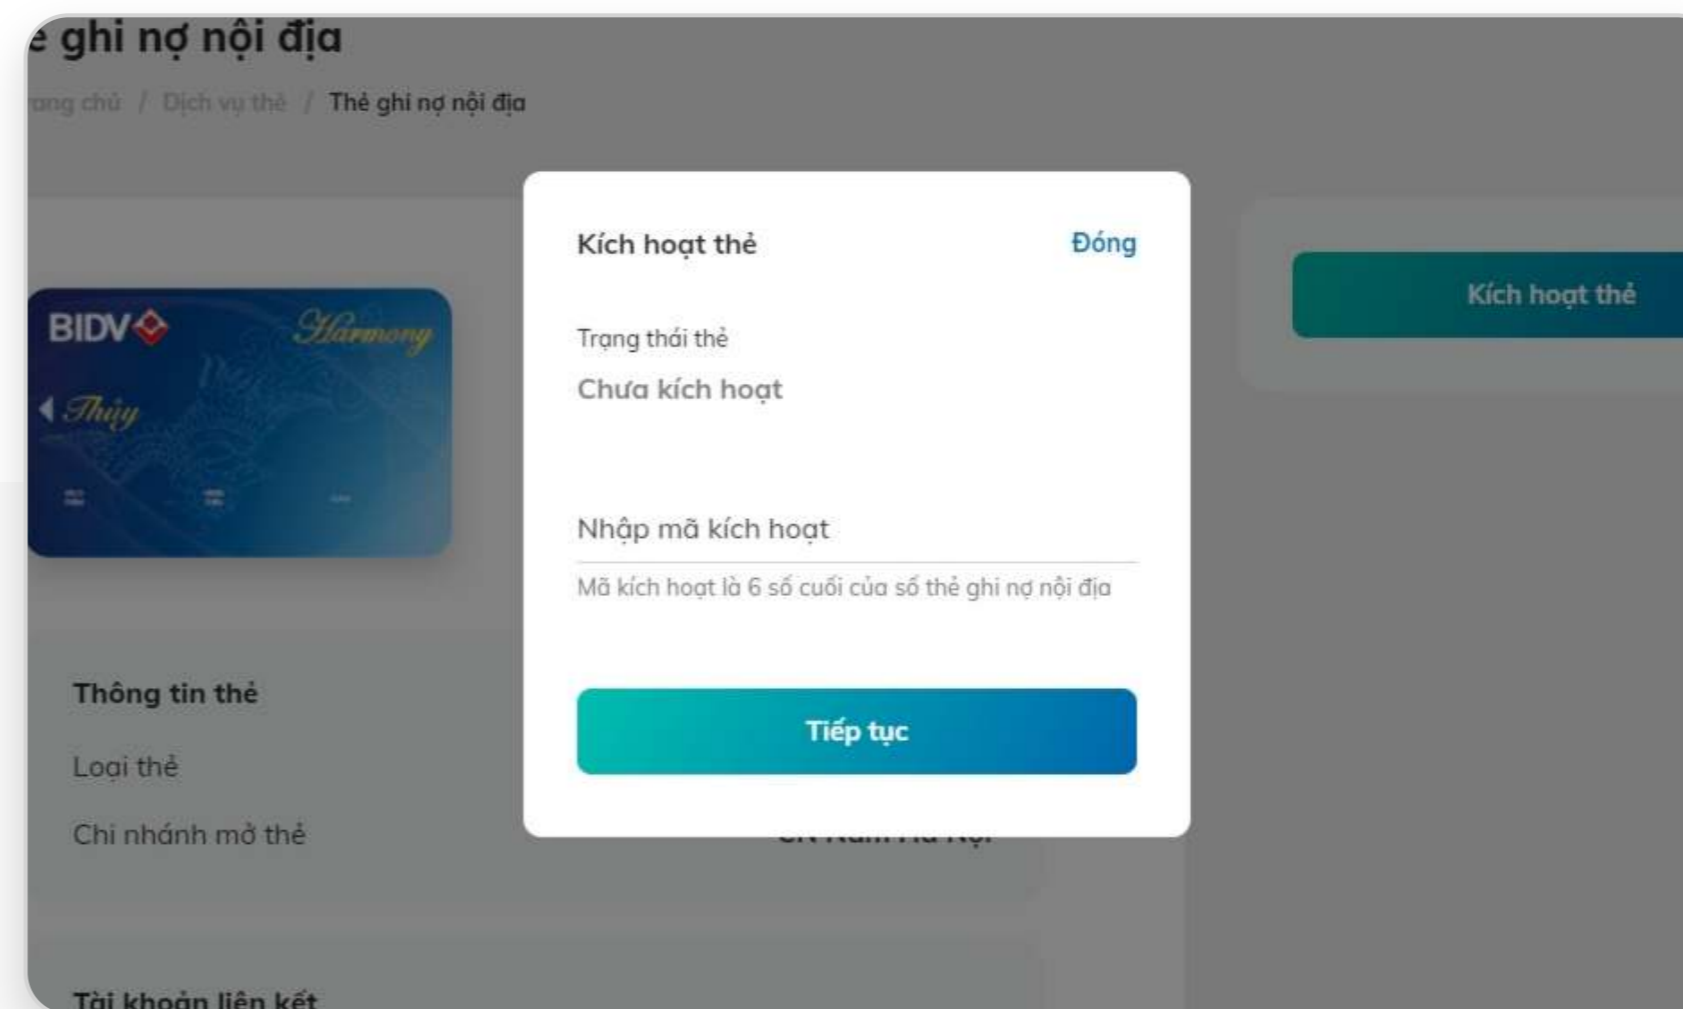 ghi nợ nội địa
/ Dịch vụ thẻ / Thẻ ghi nợ nội địa
Kích hoạt thẻ
Đóng
Trạng thái thẻ
Chưa kích hoạt
Nhập mã kích hoạt
Mã kích hoạt là 6 số cuối của số thẻ ghi nợ nội địa
Tiếp tục
BIDV
Harmony
Thủy
Kích hoạt thẻ
Thông tin thẻ
Loại thẻ
Chi nhánh mở thẻ
Tài khoản liên kết